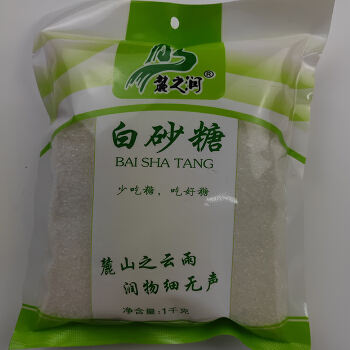 麓之润®
白砂糖
BAI SHA TANG
少吃糖，吃好糖
麓山之云雨
润物细无声
净含量:1千克